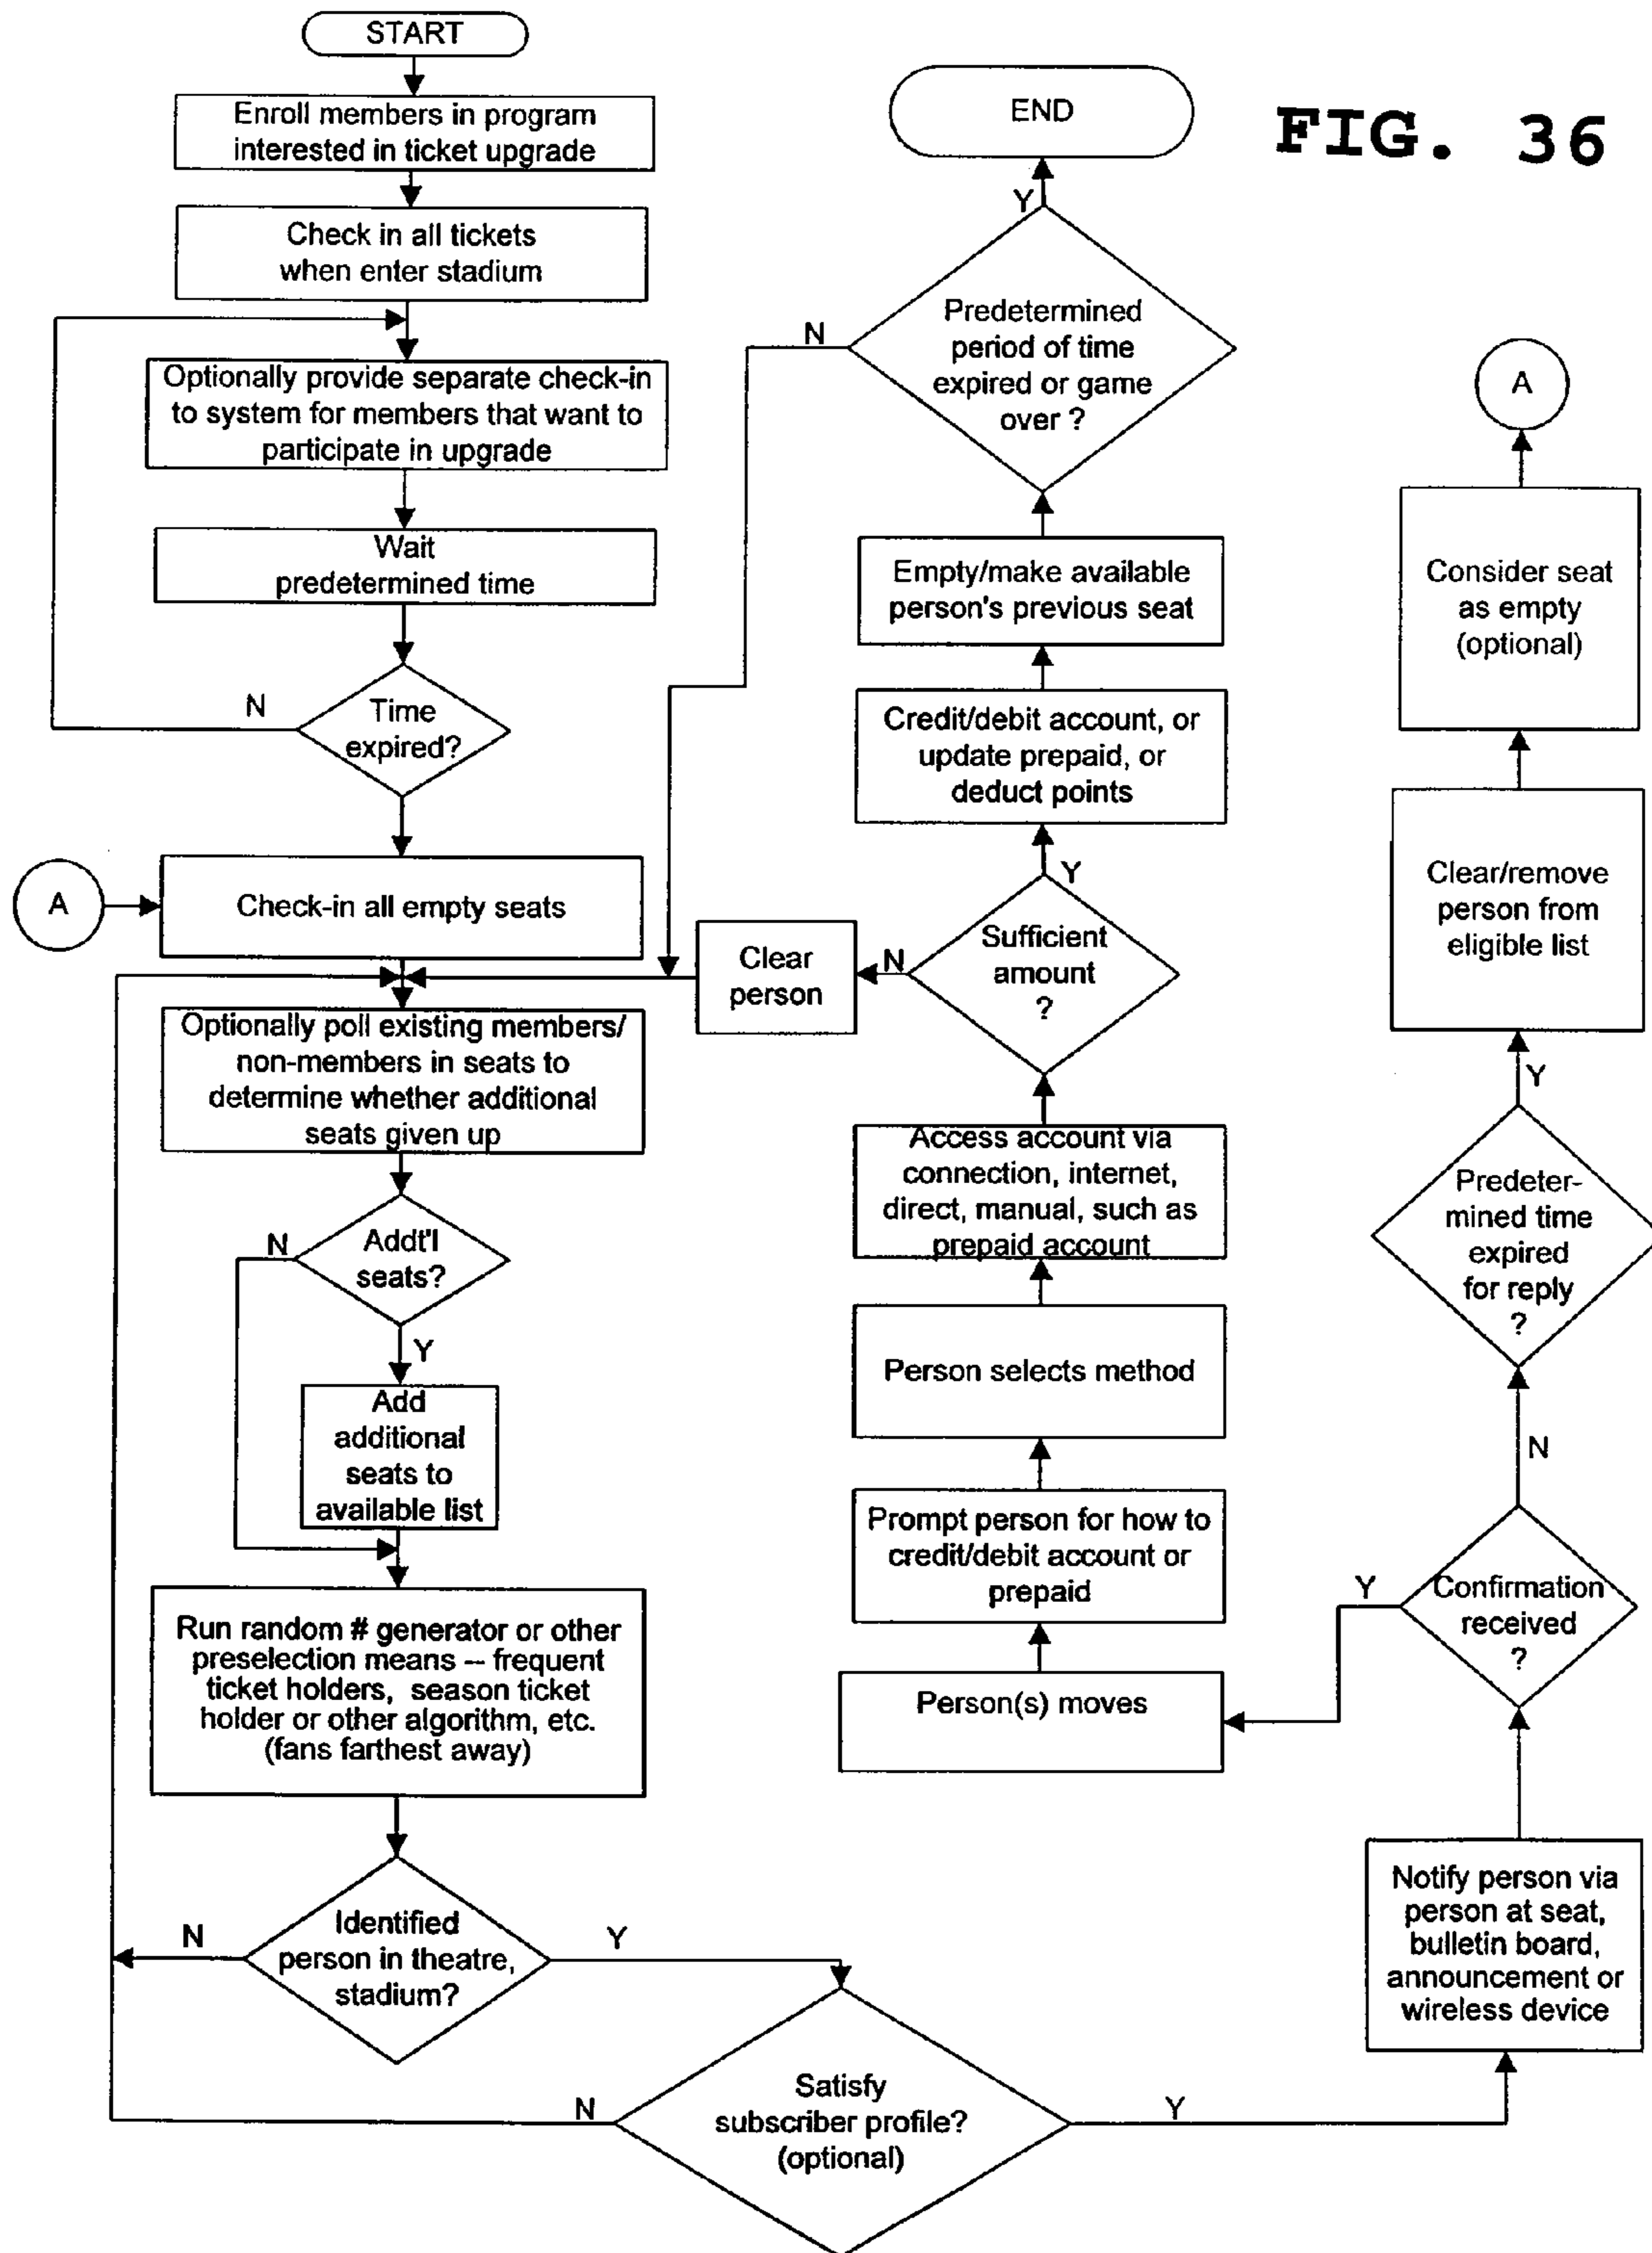 START
Enroll members in program
interested in ticket upgrade
Check in all tickets
when enter stadium
Optionally provide separate check-in
to system for members that want to
participate in upgrade
Wait
predetermined time
N
Time
expired?
A
Check-in all empty seats
Optionally poll existing members/
non-members in seats to
determine whether additional
seats given up
N
Addt'l
seats?
Y
Add
additional
seats to
available list
Run random # generator or other
preselection means – frequent
ticket holders, season ticket
holder or other algorithm, etc.
(fans farthest away)
N
Identified
person in theatre,
stadium?
Y
N
Satisfy
subscriber profile?
(optional)
Y
END
Y
N
Predetermined
period of time
expired or game
over ?
Empty/make available
person's previous seat
Credit/debit account, or
update prepaid, or
deduct points
Y
Sufficient
amount
?
N
Clear
person
Access account via
connection, internet,
direct, manual, such as
prepaid account
Person selects method
Prompt person for how to
credit/debit account or
prepaid
Person(s) moves
FIG. 36
A
Consider seat
as empty
(optional)
Clear/remove
person from
eligible list
Y
Predeter-
mined time
expired
for reply
?
N
Y
Confirmation
received
?
Notify person via
person at seat,
bulletin board,
announcement or
wireless device